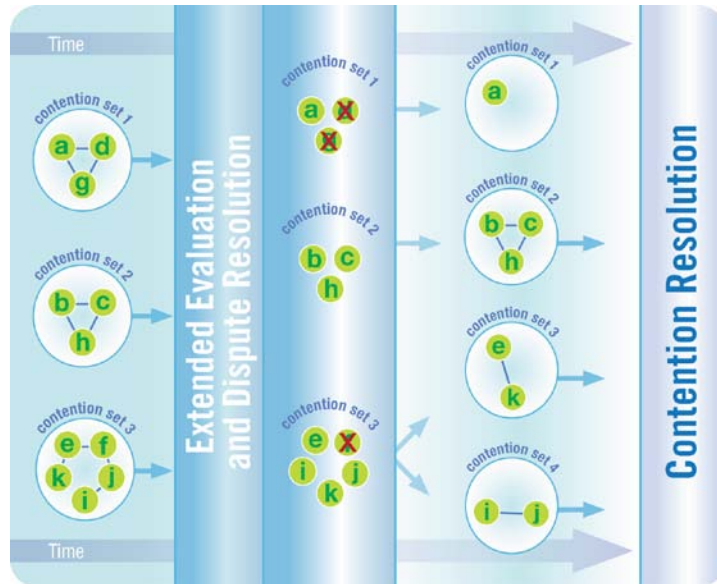 Time
contention set 1
a d
g
contention set 2
b c
h
contention set 3
e f
k j
i
Time
Extended Evaluation
and Dispute Resolution
contention set 1
a
contention set 2
b c
h
contention set 3
e
i j
k
contention set 1
a
contention set 2
b c
h
contention set 3
e
k
contention set 4
i j
Contention Resolution